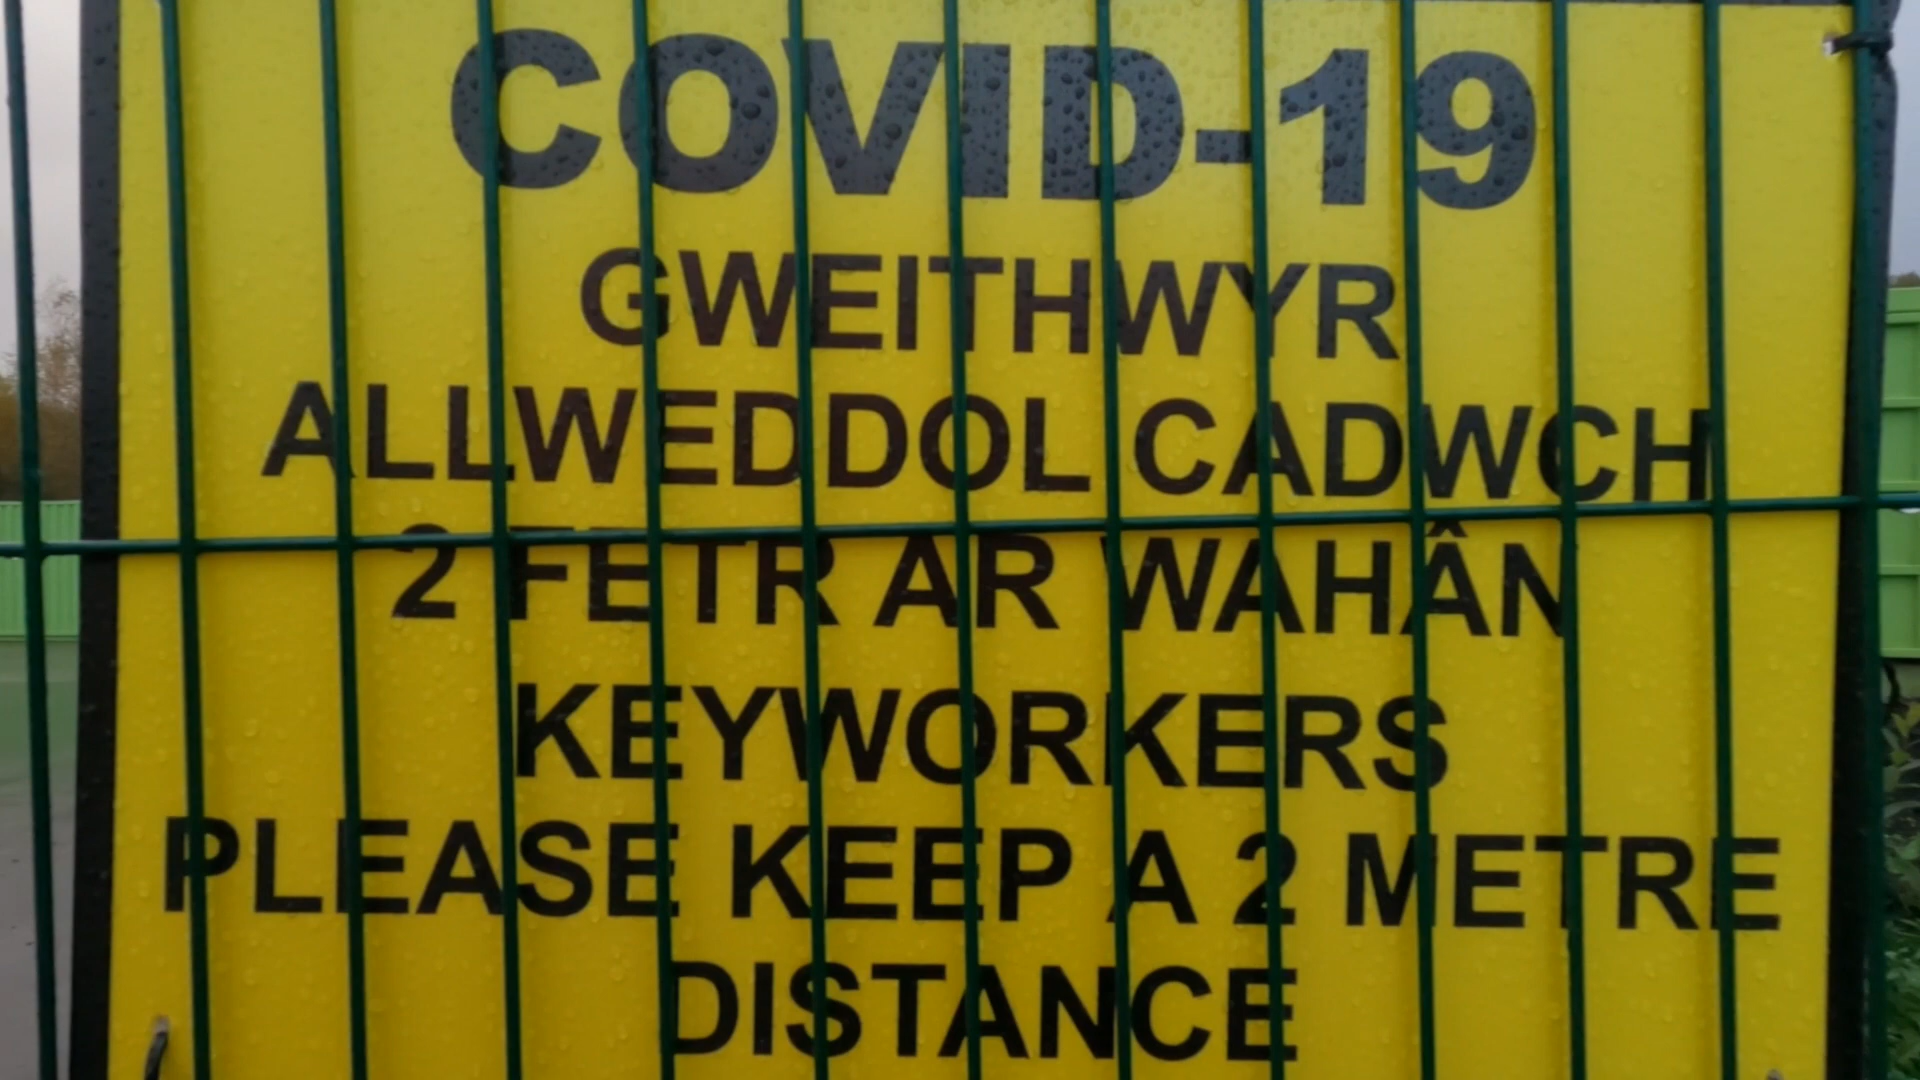 COVID-19
GWEITHWYR
ALLWEDDOL CADWCH
2 FETR AR WAHÂN
KEYWORKERS
PLEASE KEEP A 2 METRE
DISTANCE